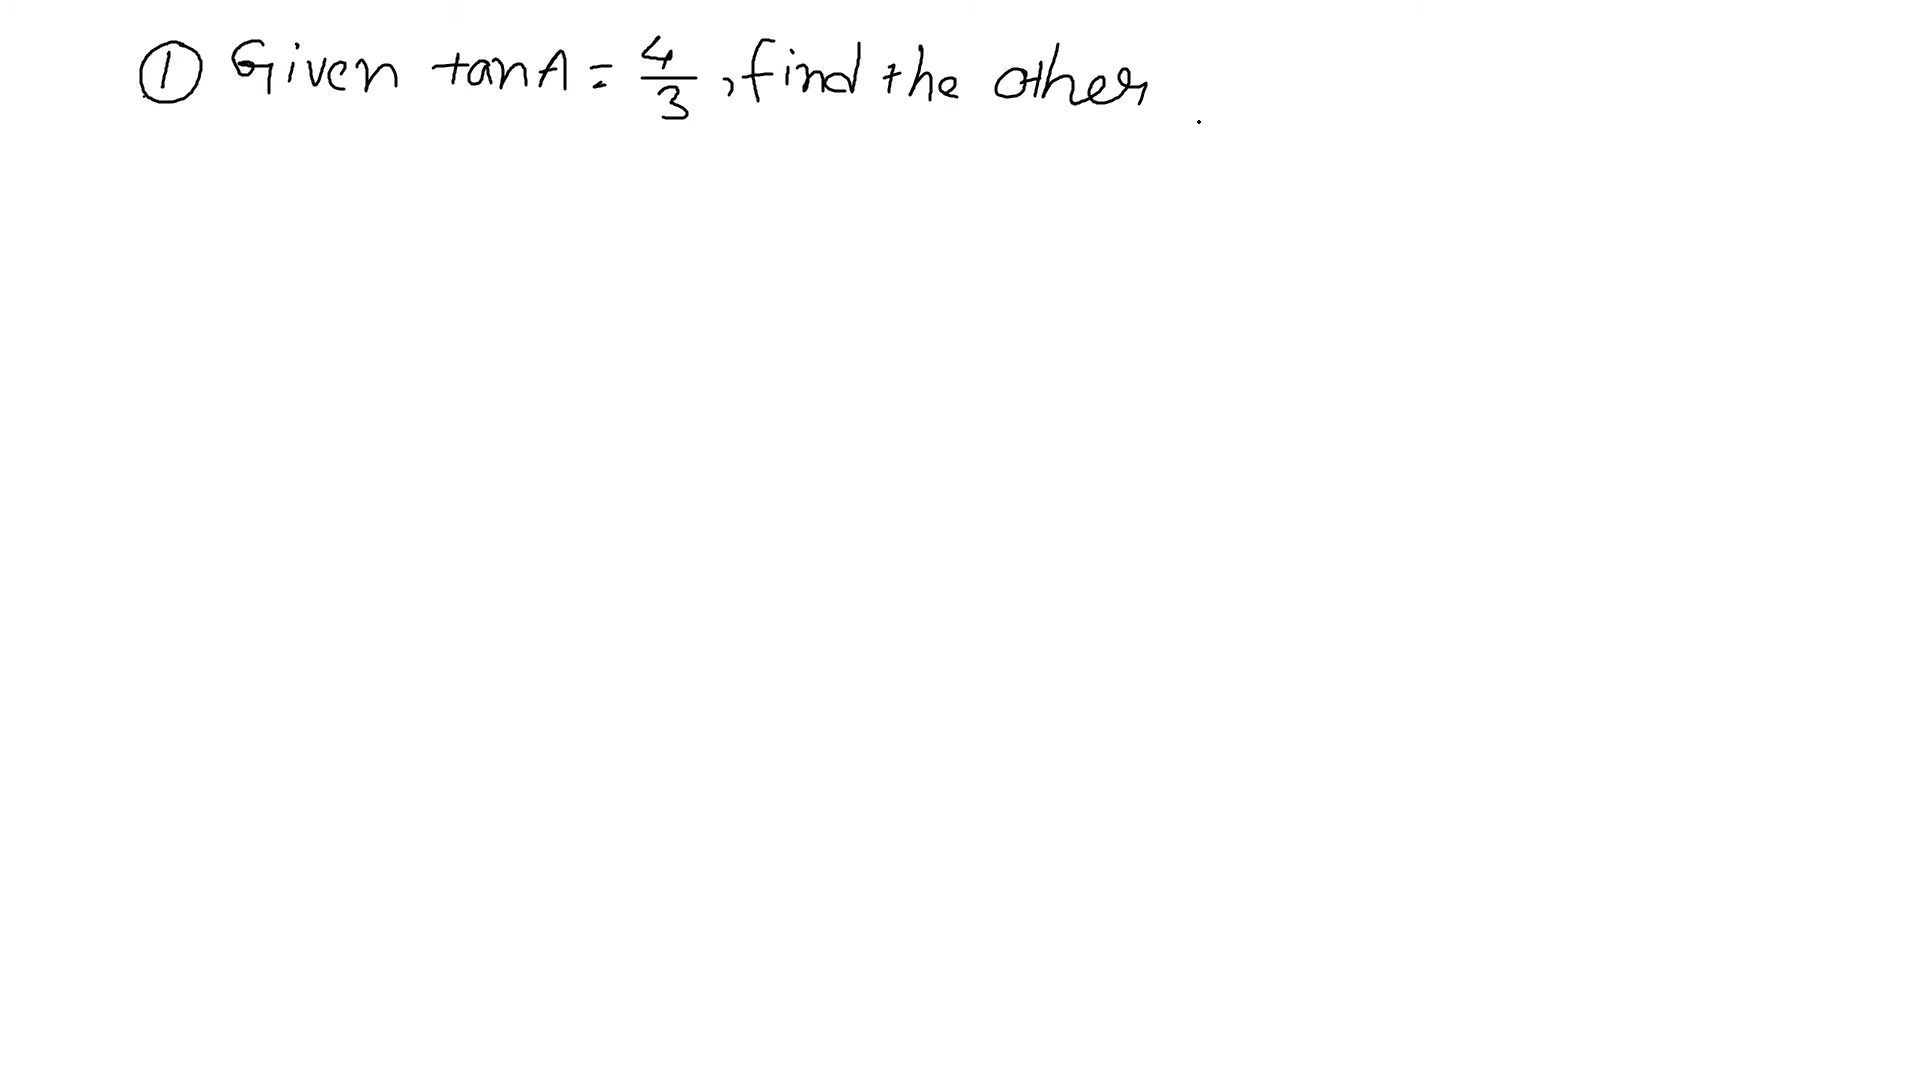 ① Given tanA = 4/3, find the other